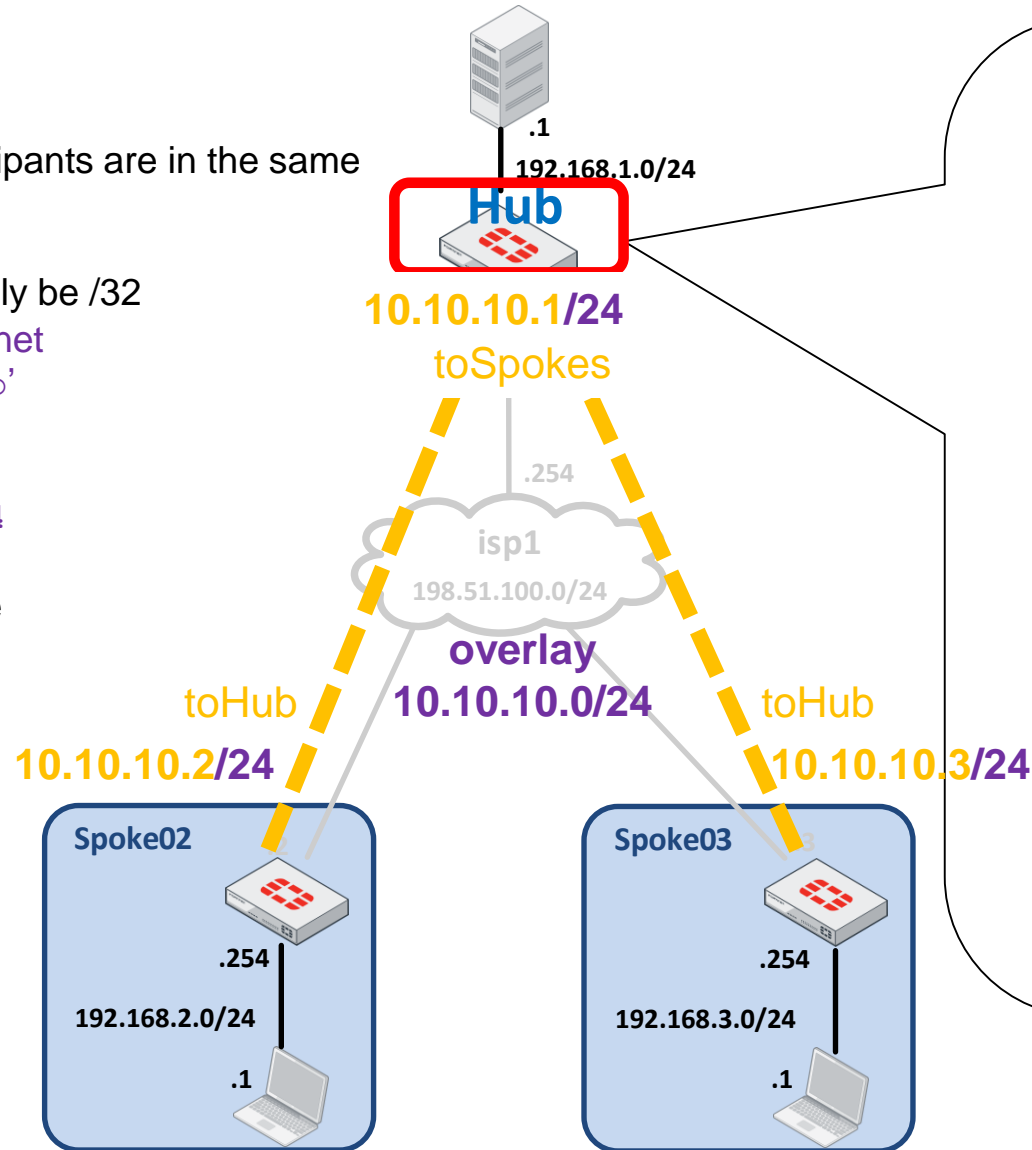 .1
ipants are in the same
192.168.1.0/24
Hub
ly be /32
10.10.10.1/24
net
toSpokes
.254
isp1
198.51.100.0/24
overlay
toHub
10.10.10.0/24
toHub
10.10.10.2/24
10.10.10.3/24
Spoke02
Spoke03
3
.254
.254
192.168.2.0/24
192.168.3.0/24
.1
.1